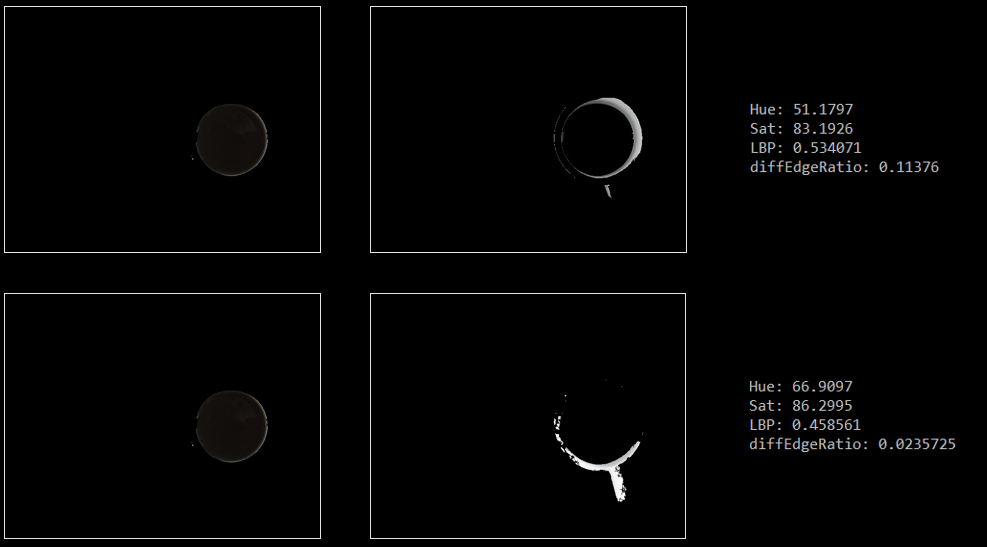 Hue: 51.1797
Sat: 83.1926
LBP: 0.534071
diffEdgeRatio: 0.11376
Hue: 66.9097
Sat: 86.2995
LBP: 0.458561
diffEdgeRatio: 0.0235725